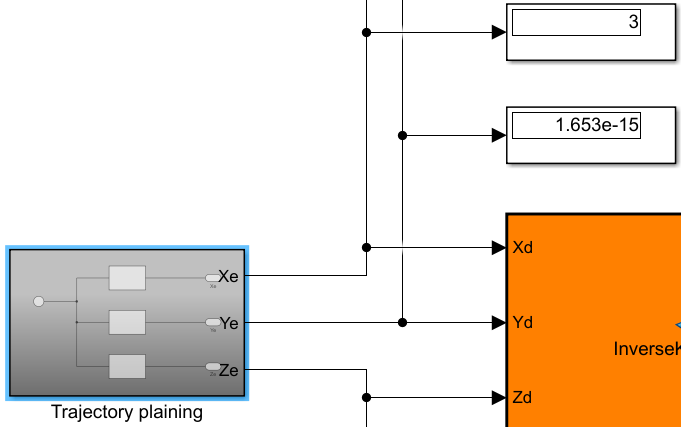 3
1.653e-15
Xd
Xe
Ye
Yd
InverseK
Ze
Zd
Trajectory plaining